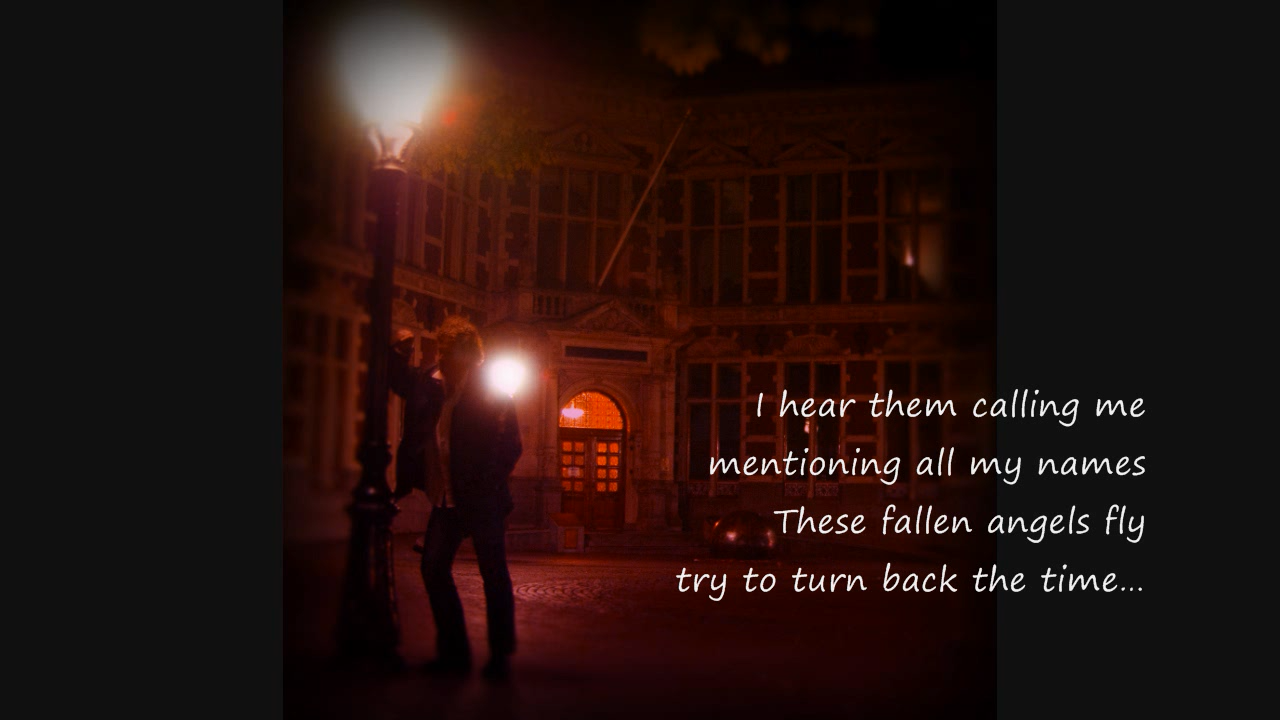 I hear them calling me
mentioning all my names
These fallen angels fly
try to turn back the time...